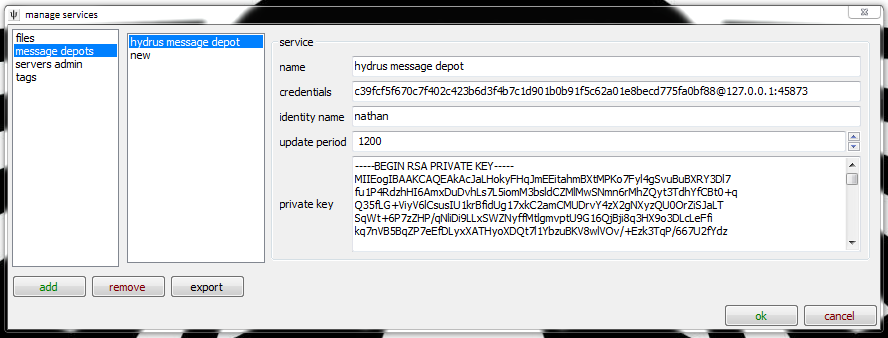 manage services
files
message depots
servers admin
tags
hydrus message depot
new
service
name
hydrus message depot
credentials
c39fcf5f670c7f402c423b6d3f4b7c1d901b0b91f5c62a01e8becd775fa0bf88@127.0.0.1:45873
identity name
nathan
update period
1200
private key
-----BEGIN RSA PRIVATE KEY-----
MIIEogIBAAKCAQEAkAcJaLHokyFHqJmEEitahmBXtMPKo7Fyl4gSvuBuBXRY3Dl7
fu1P4RdzhHI6AmxDuDvhLs7L5iomM3bsldCZMlMwSNmn6rMhZQyt3TdhYfCBt0+q
Q35fLG+ViyV6lCsusIU1krBfidUg17xkC2amCMUDrvY4zX2gNXyzQU0OrZiSJaLT
SqWt+6P7zZHP/qNliDi9LLxSWZNyffMtlgmvptU9G16QjBji8q3HX9o3DLcLeFfi
kq7nVB5BqZP7eEfDLyxXATHyoXDQt7l1YbzuBKV8wlVOv/+Ezk3TqP/667U2fYdz
add
remove
export
ok
cancel